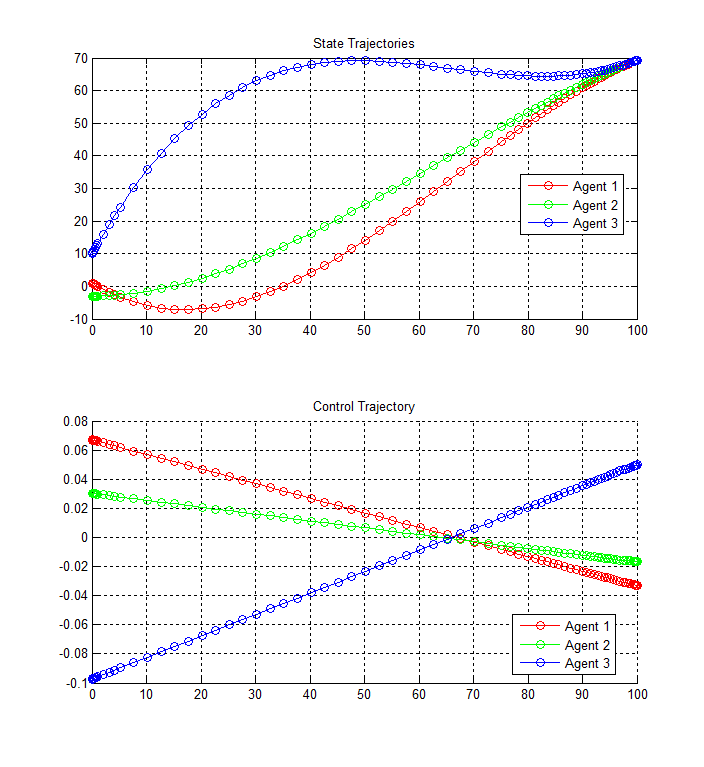 State Trajectories
70
60
50
40
30
20
10
0
-10
0 10 20 30 40 50 60 70 80 90 100
Agent 1
Agent 2
Agent 3
Control Trajectory
0.08
0.06
0.04
0.02
0
-0.02
-0.04
-0.06
-0.08
-0.1
0 10 20 30 40 50 60 70 80 90 100
Agent 1
Agent 2
Agent 3